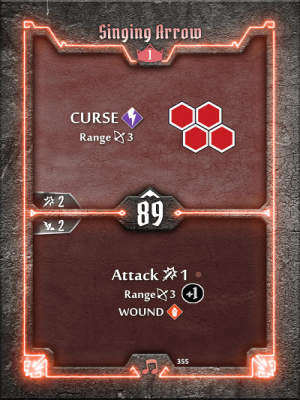 Singing Arrow
1
CURSE
Range 3
2
89
2
Attack 1
Range 3 +1
WOUND
355